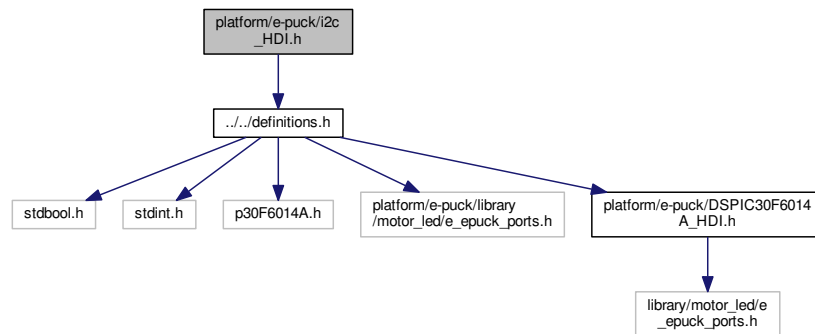 platform/e-puck/i2c
_HDI.h
../../definitions.h
stdbool.h
stdint.h
p30F6014A.h
platform/e-puck/library
/motor_led/e_epuck_ports.h
platform/e-puck/DSPIC30F6014
A_HDI.h
library/motor_led/e
_epuck_ports.h